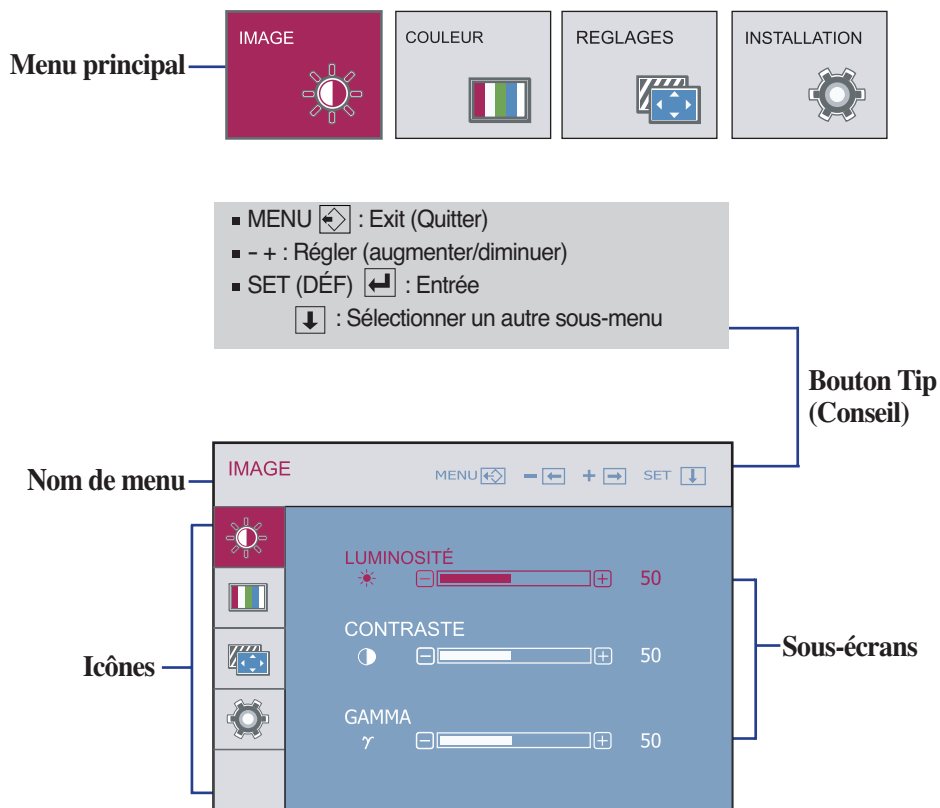 IMAGE
COULEUR
REGLAGES
INSTALLATION
Menu principal
MENU : Exit (Quitter)
- + : Régler (augmenter/diminuer)
SET (DÉF) : Entrée
: Sélectionner un autre sous-menu
Bouton Tip
(Conseil)
Nom de menu
IMAGE
MENU - + SET
LUMINOSITÉ
- + 50
CONTRASTE
- + 50
Icônes
Sous-écrans
GAMMA
γ - + 50